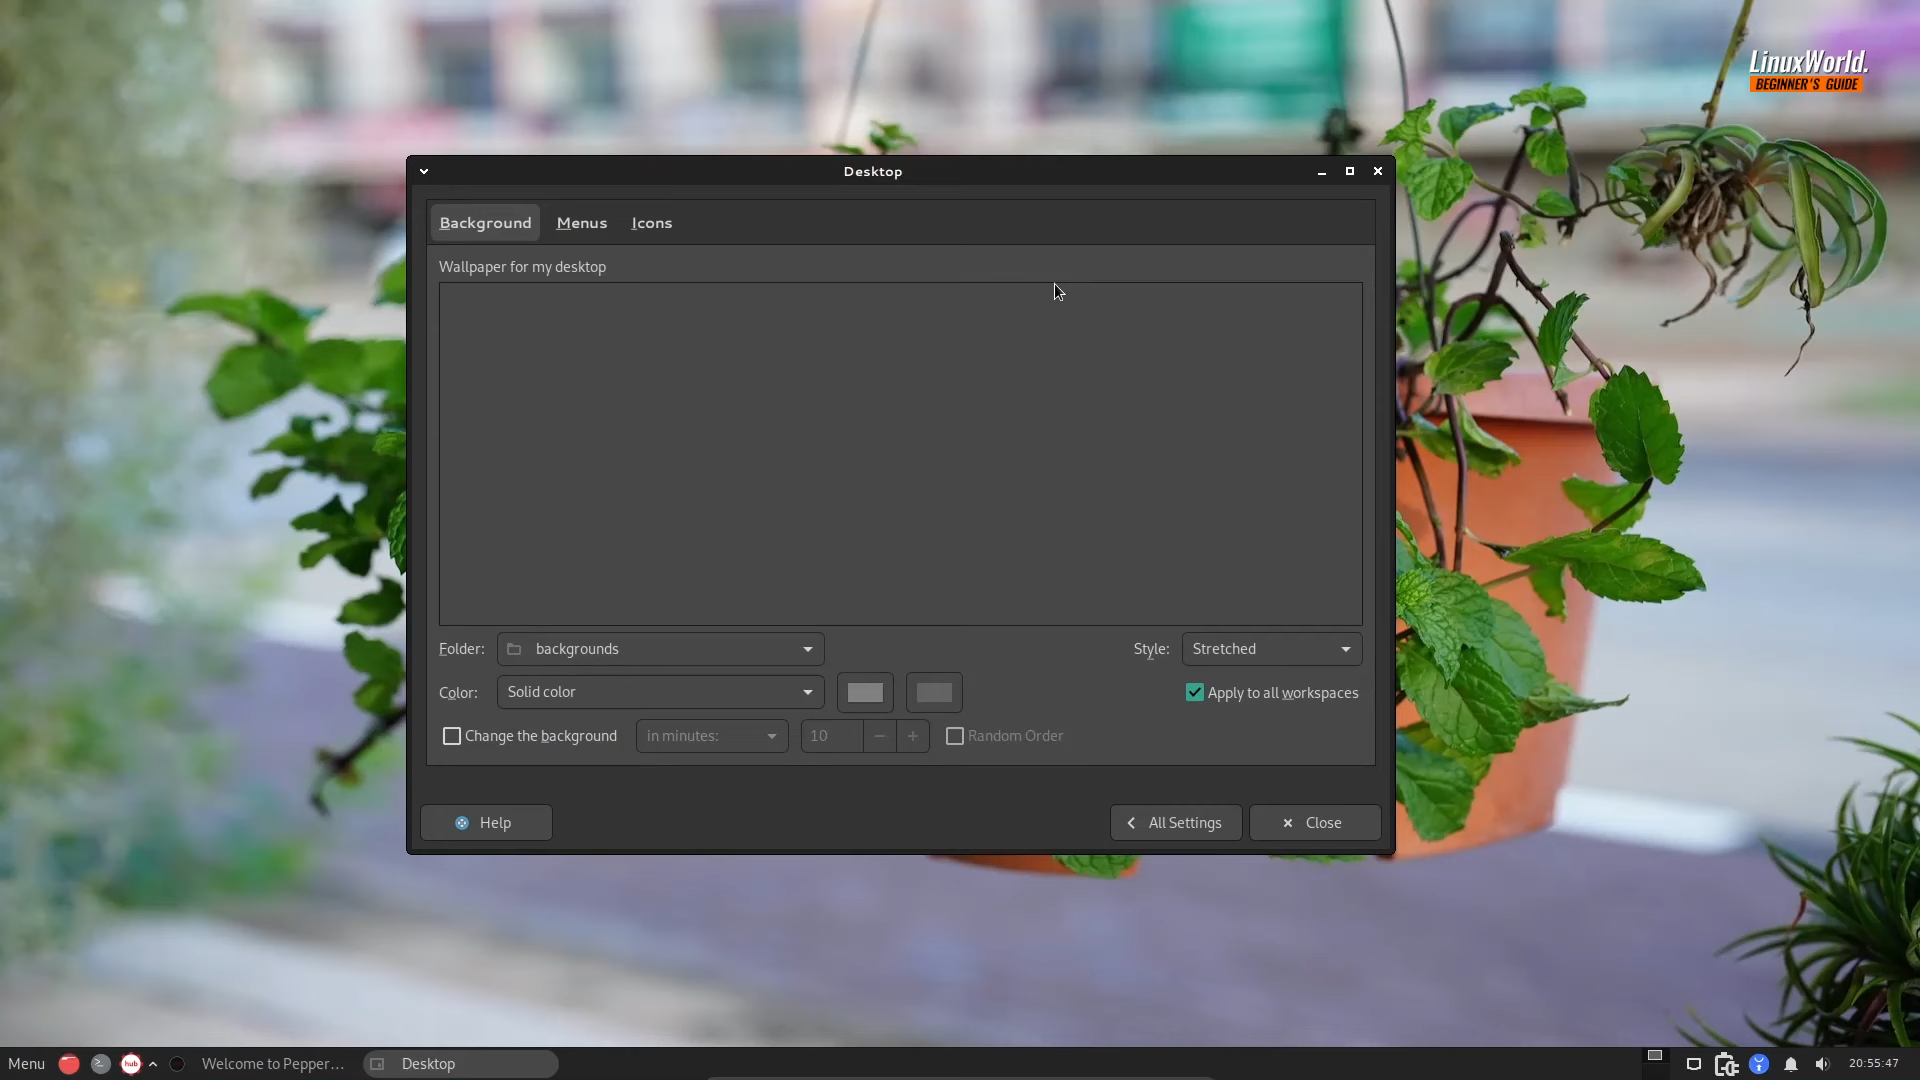 LinuxWorld.
BEGINNER'S GUIDE
Desktop
Background Menus Icons
Wallpaper for my desktop
Folder: backgrounds Style: Stretched
Color: Solid color Apply to all workspaces
Change the background in minutes: 10 Random Order
Help All Settings Close
Menu hub Welcome to Pepper... Desktop 20:55:47